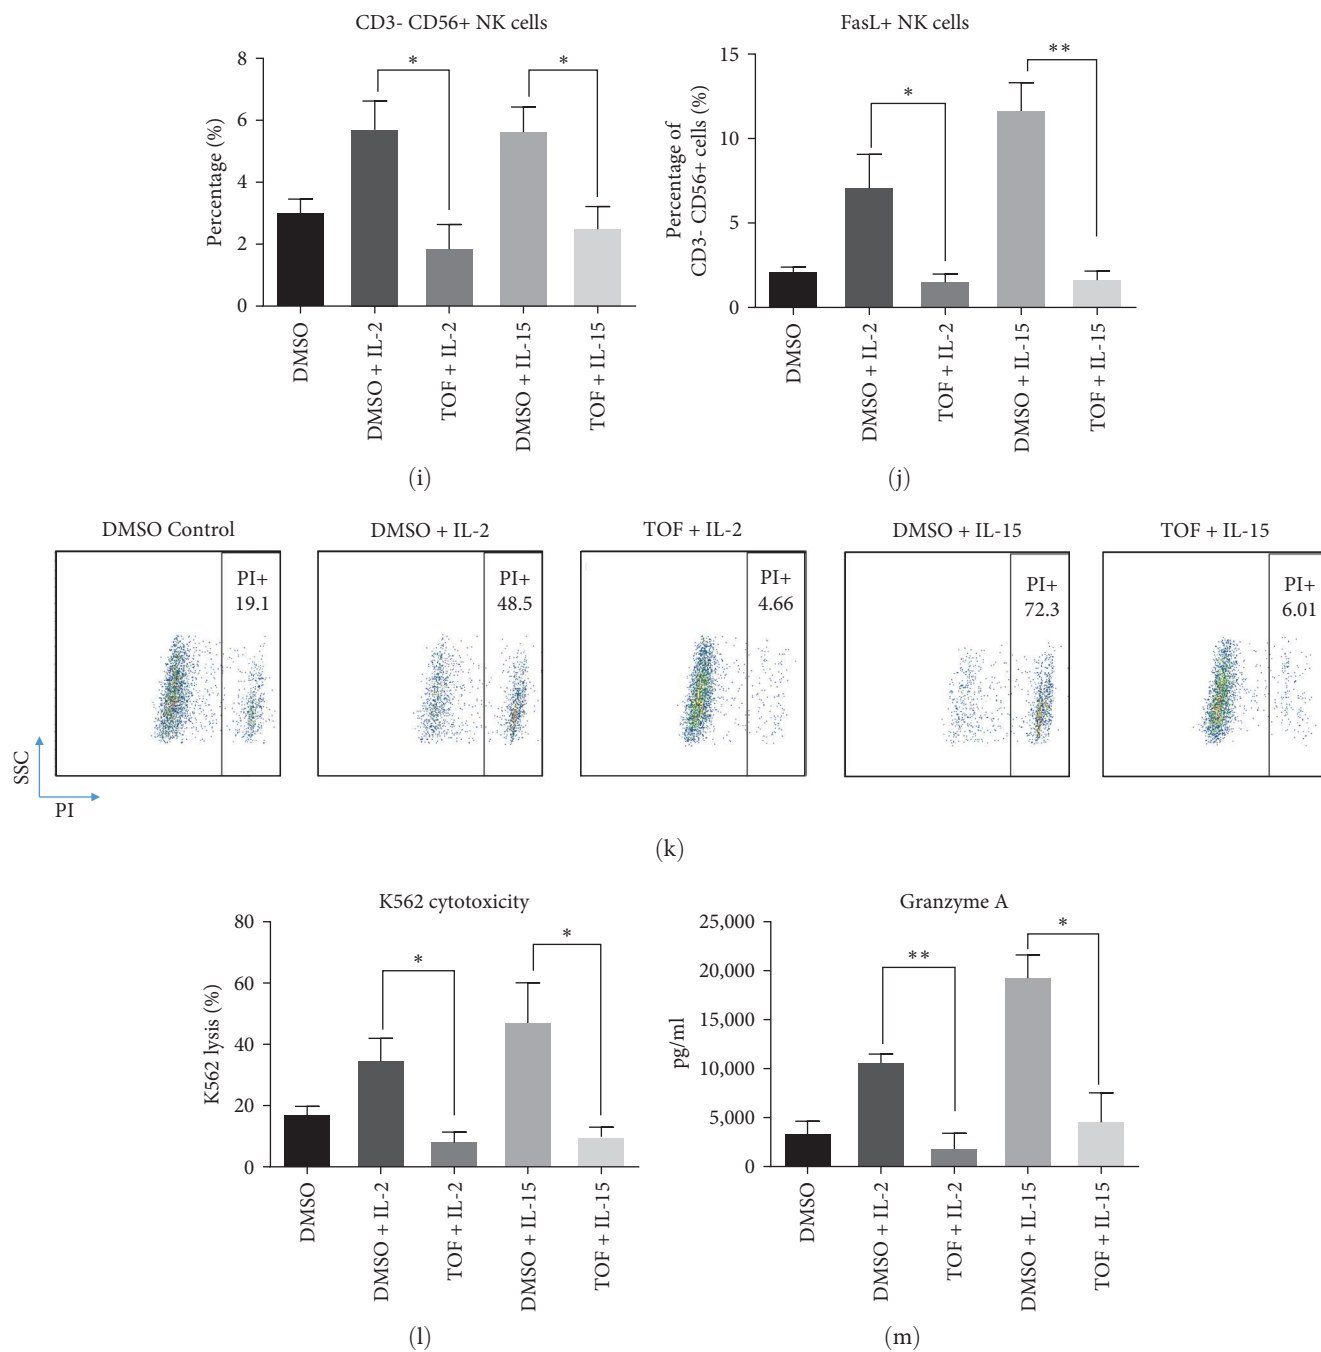 CD3- CD56+ NK cells
Percentage (%)
8
6
4
2
0
*
*
DMSO
DMSO + IL-2
TOF + IL-2
DMSO + IL-15
TOF + IL-15
(i)
FasL+ NK cells
Percentage of
CD3- CD56+ cells (%)
15
10
5
0
*
**
DMSO
DMSO + IL-2
TOF + IL-2
DMSO + IL-15
TOF + IL-15
(j)
DMSO Control
PI+
19.1
DMSO + IL-2
PI+
48.5
TOF + IL-2
PI+
4.66
DMSO + IL-15
PI+
72.3
TOF + IL-15
PI+
6.01
SSC
PI
(k)
K562 cytotoxicity
K562 lysis (%)
80
60
40
20
0
*
*
DMSO
DMSO + IL-2
TOF + IL-2
DMSO + IL-15
TOF + IL-15
(l)
Granzyme A
pg/ml
25,000
20,000
15,000
10,000
5,000
0
**
*
DMSO
DMSO + IL-2
TOF + IL-2
DMSO + IL-15
TOF + IL-15
(m)